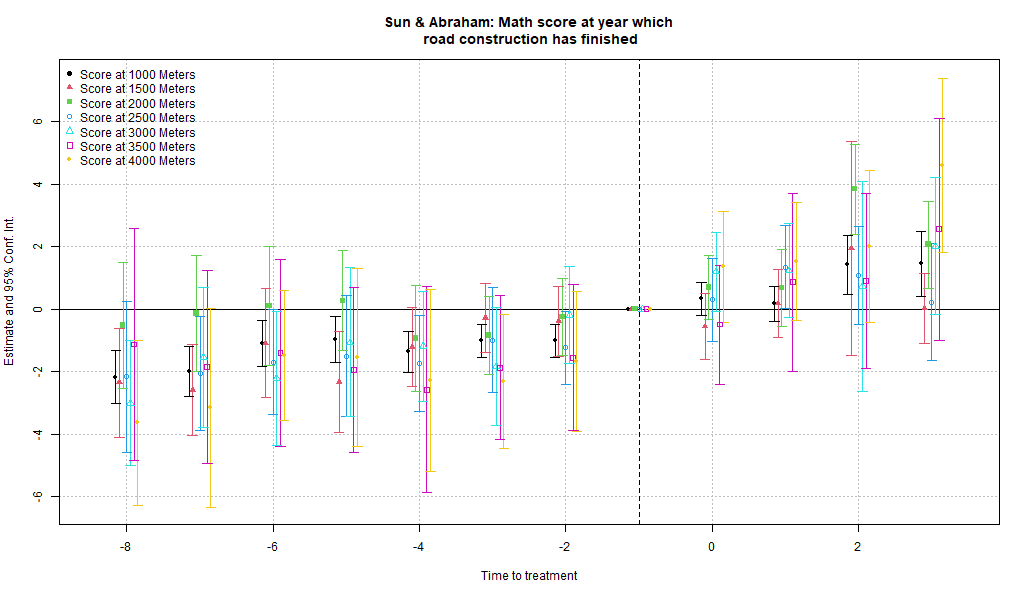 Sun & Abraham: Math score at year which
road construction has finished
Score at 1000 Meters
Score at 1500 Meters
Score at 2000 Meters
Score at 2500 Meters
Score at 3000 Meters
Score at 3500 Meters
Score at 4000 Meters
Estimate and 95% Conf. Int.
6
4
2
0
-2
-4
-6
-8
-6
-4
-2
0
2
Time to treatment